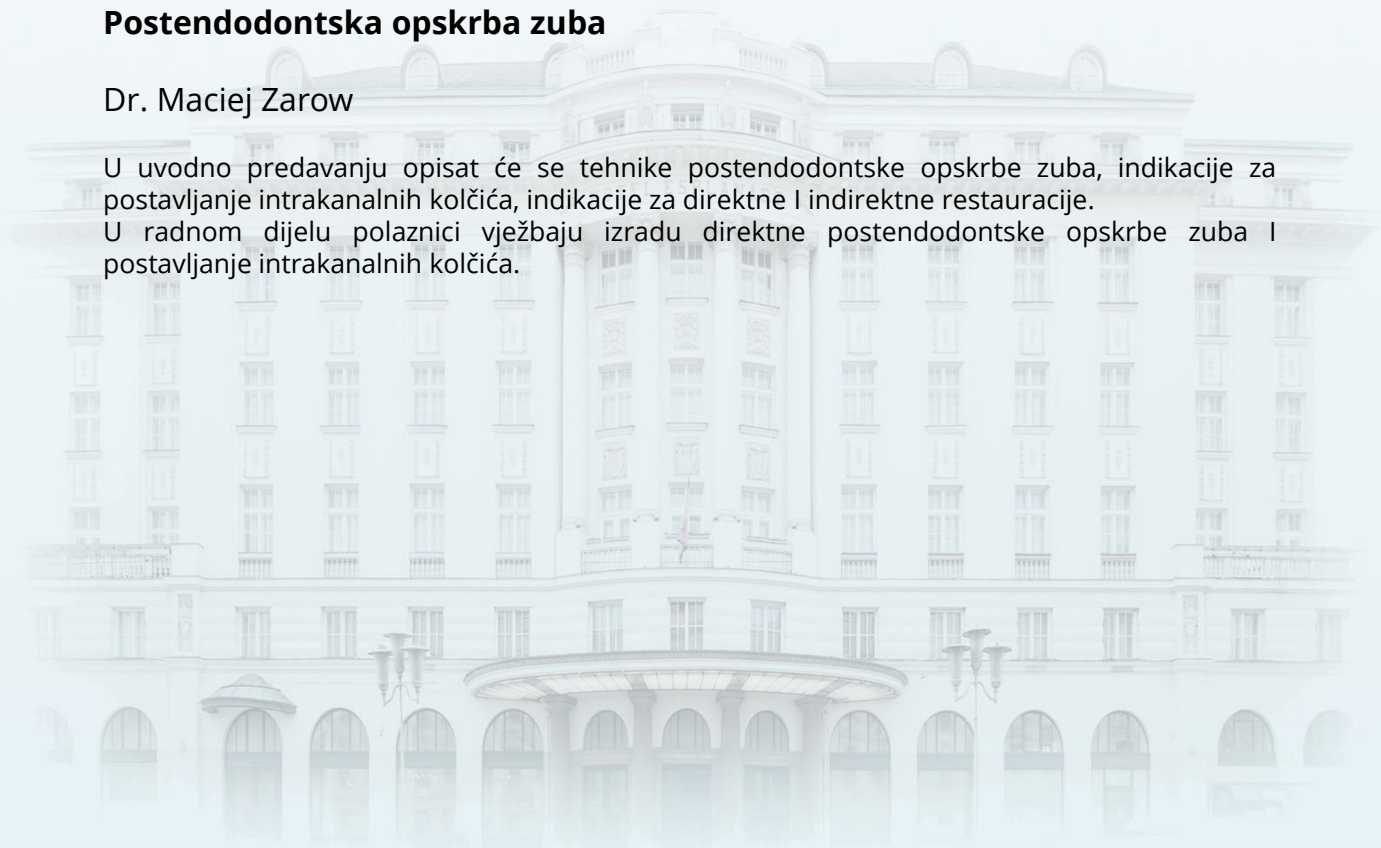 Postendodontska opskrba zuba
Dr. Maciej Zarow
U uvodno predavanju opisat će se tehnike postendodontske opskrbe zuba, indikacije za
postavljanje intrakanalnih kolčića, indikacije za direktne I indirektne restauracije.
U radnom dijelu polaznici vježbaju izradu direktne postendodontske opskrbe zuba I
postavljanje intrakanalnih kolčića.